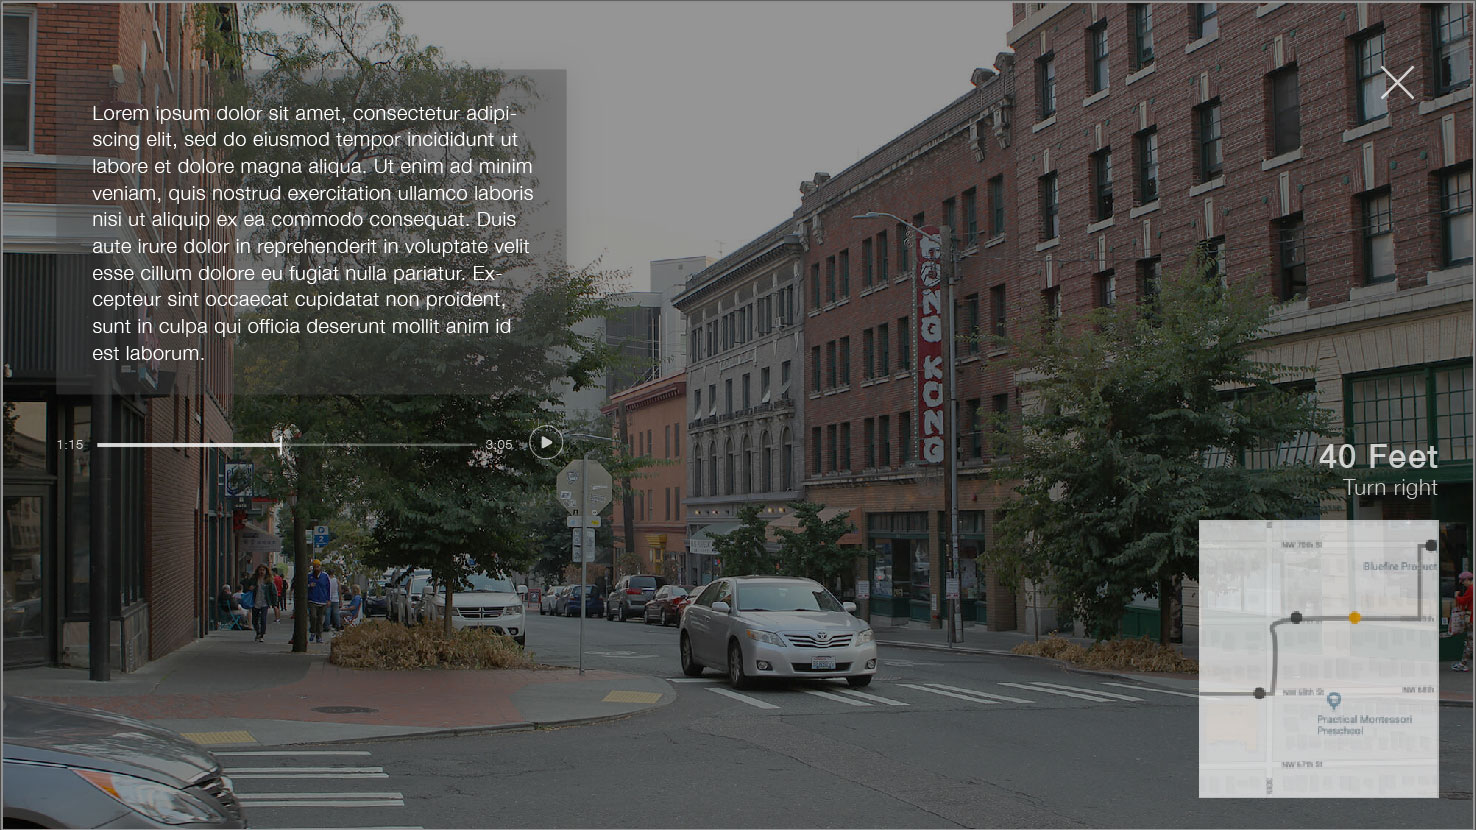 Lorem ipsum dolor sit amet, consectetur adipi-
scing elit, sed do eiusmod tempor incididunt ut
labore et dolore magna aliqua. Ut enim ad minim
veniam, quis nostrud exercitation ullamco laboris
nisi ut aliquip ex ea commodo consequat. Duis
aute irure dolor in reprehenderit in voluptate velit
esse cillum dolore eu fugiat nulla pariatur. Ex-
cepteur sint occaecat cupidatat non proident,
sunt in culpa qui officia deserunt mollit anim id
est laborum.
1:15
3:05
HONG KONG
40 Feet
Turn right
NW 70th St
Bluefire Product
NW 68th St
NW 68th
Practical Montessori
Preschool
NW 67th St